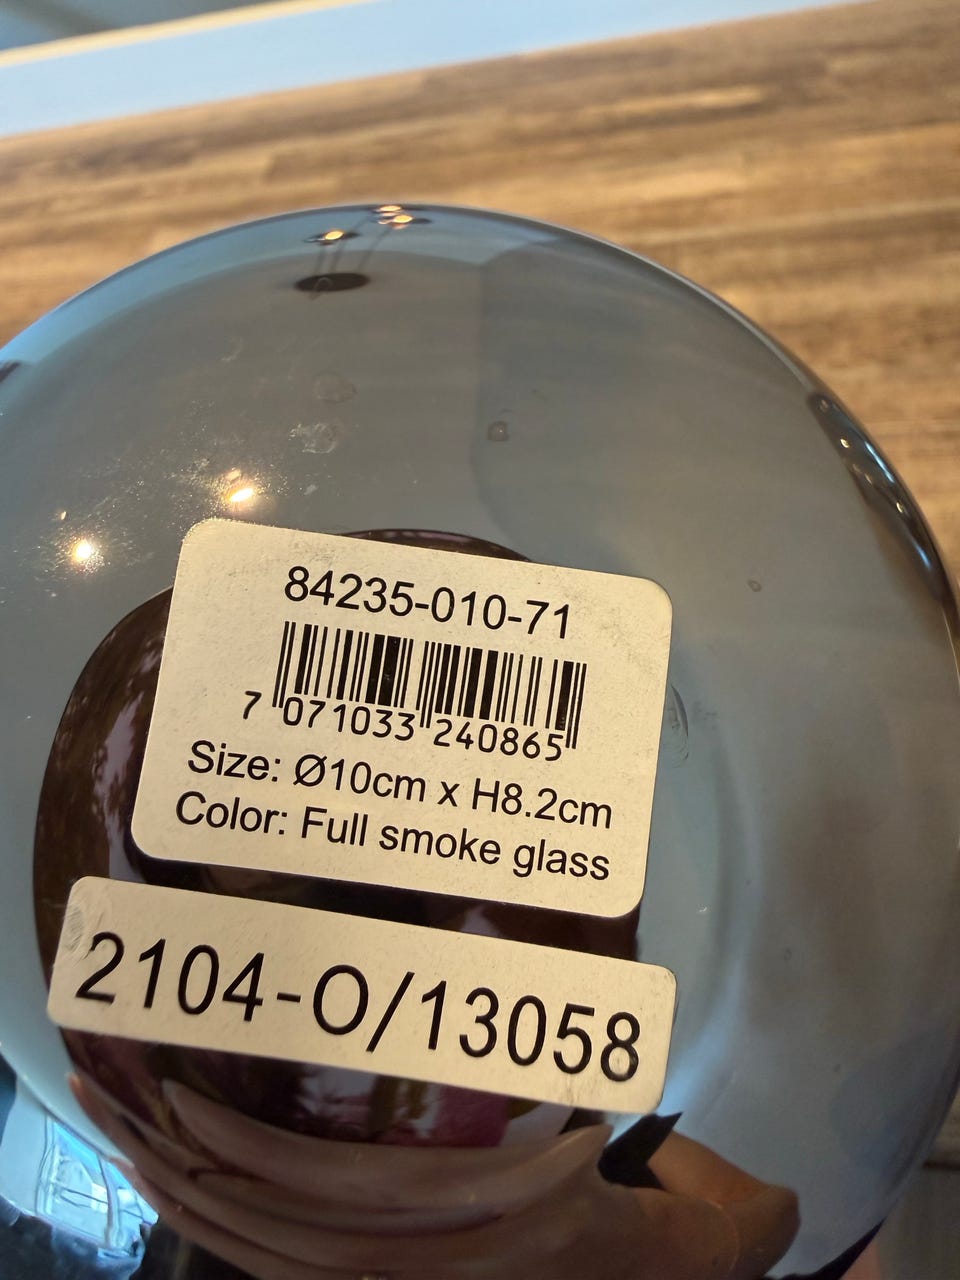 84235-010-71
7 071033 240865
Size: Ø10cm x H8.2cm
Color: Full smoke glass
2104-O/13058